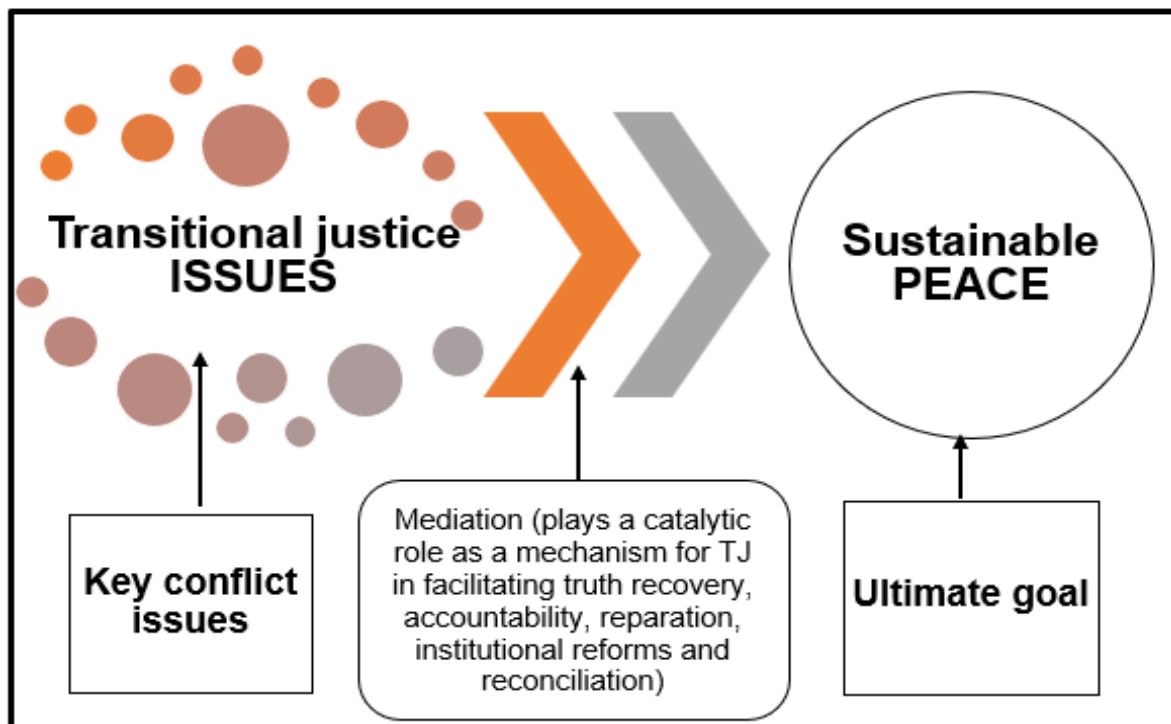 Transitional justice
ISSUES
Sustainable
PEACE
Key conflict
issues
Mediation (plays a catalytic
role as a mechanism for TJ
in facilitating truth recovery,
accountability, reparation,
institutional reforms and
reconciliation)
Ultimate goal